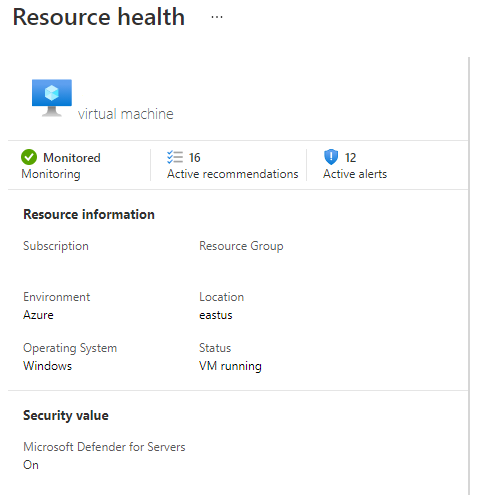 Resource health ...
virtual machine
Monitored
Monitoring
16
Active recommendations
12
Active alerts
Resource information
Subscription
Resource Group
Environment
Azure
Location
eastus
Operating System
Windows
Status
VM running
Security value
Microsoft Defender for Servers
On